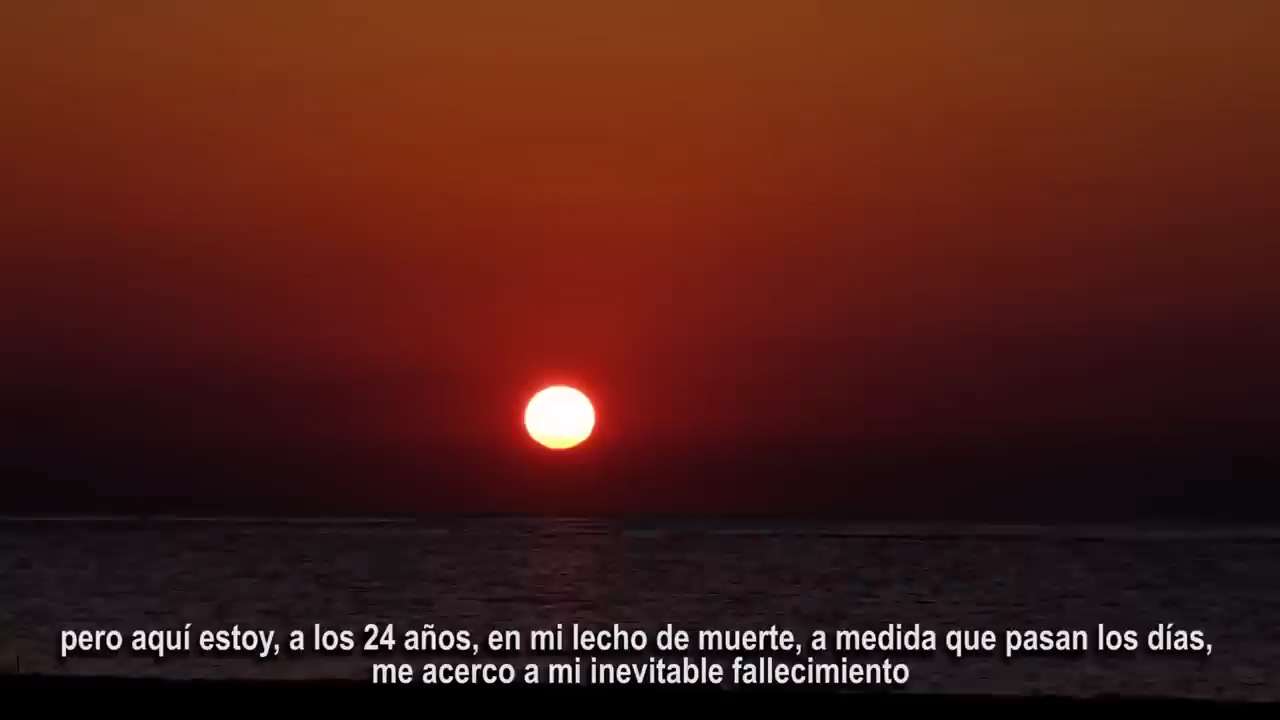 pero aquí estoy, a los 24 años, en mi lecho de muerte, a medida que pasan los días,
me acerco a mi inevitable fallecimiento